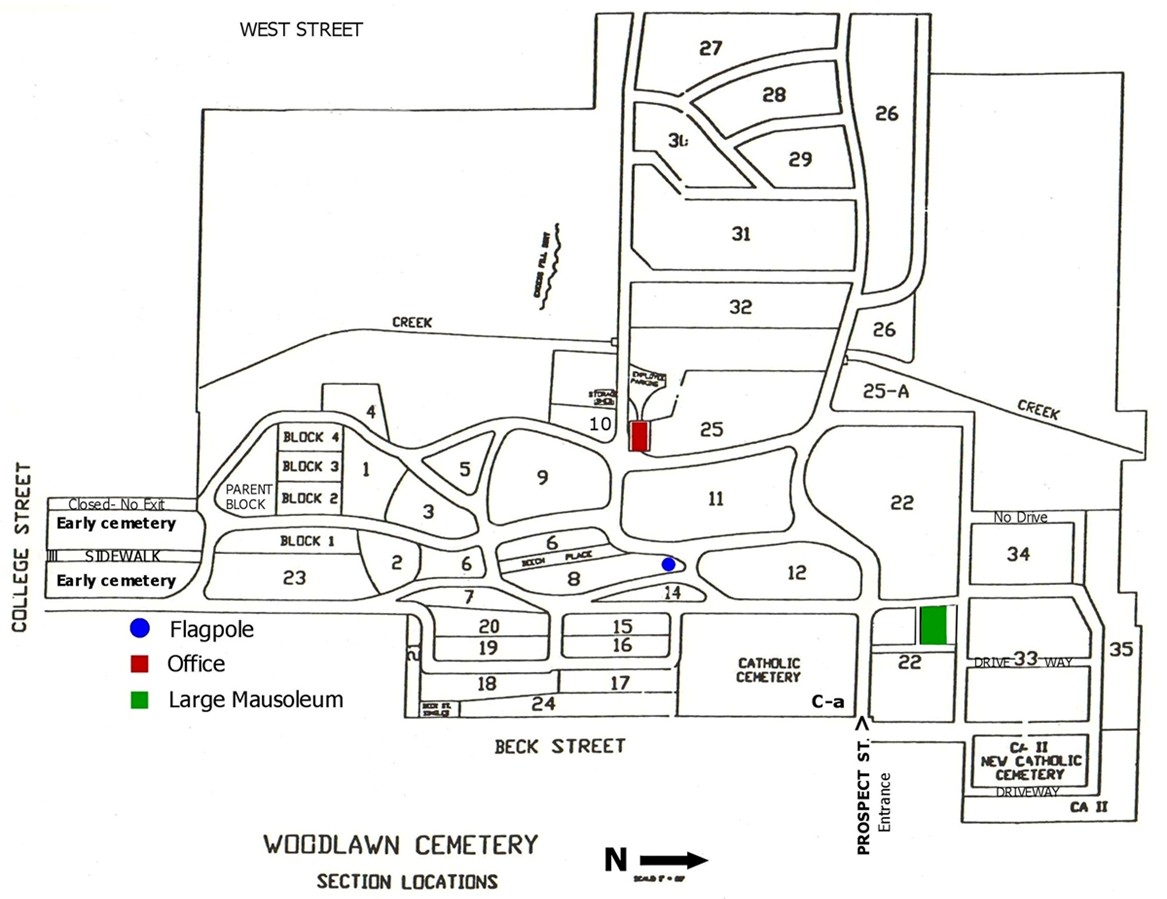 WEST STREET
27
28
26
30
29
31
EXCESS FILL DIRT
32
CREEK
26
EMPLOYEE PARKING
STORAGE SHED
25-A
CREEK
4
10
25
BLOCK 4
BLOCK 3
BLOCK 2
PARENT
BLOCK
1
5
9
11
22
3
COLLEGE STREET
Closed- No Exit
Early cemetery
SIDEWALK
Early cemetery
BLOCK 1
23
2
6
6
BEECH PLACE
8
14
12
No Drive
34
7
20
19
15
16
18
17
24
CATHOLIC
CEMETERY
C-a
22
DRIVE 33 WAY
35
Flagpole
Office
Large Mausoleum
BECK STREET
CA II
NEW CATHOLIC
CEMETERY
DRIVEWAY
CA II
PROSPECT ST. >
Entrance
WOODLAWN CEMETERY
SECTION LOCATIONS
N